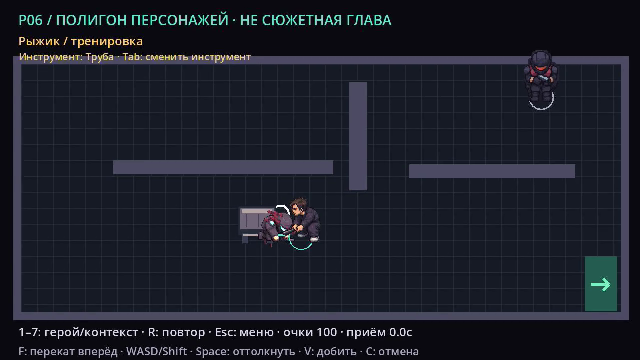 P06 / ПОЛИГОН ПЕРСОНАЖЕЙ · НЕ СЮЖЕТНАЯ ГЛАВА
Рыжик / тренировка
Инструмент: Труба · Tab: сменить инструмент
1–7: герой/контекст · R: повтор · Esc: меню · очки 100 · приём 0.0с
F: перекат вперёд · WASD/Shift · Space: оттолкнуть · V: добить · C: отмена